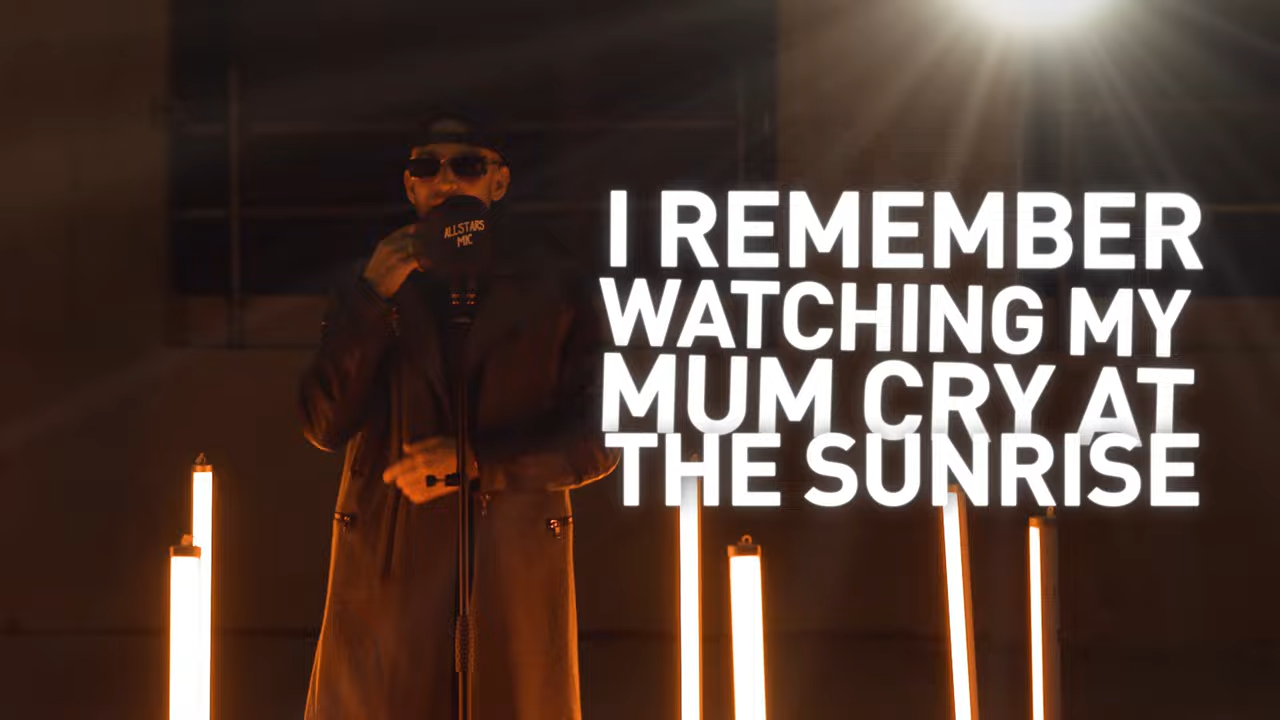 ALLSTARS
MIC
I REMEMBER
WATCHING MY
MUM CRY AT
THE SUNRISE